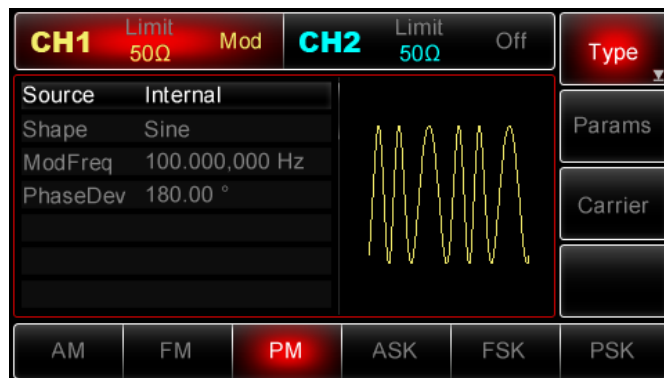 CH1 Limit 50Ω Mod CH2 Limit 50Ω Off Type
Source Internal
Shape Sine
Params
ModFreq 100.000,000 Hz
PhaseDev 180.00 °
Carrier
AM FM PM ASK FSK PSK